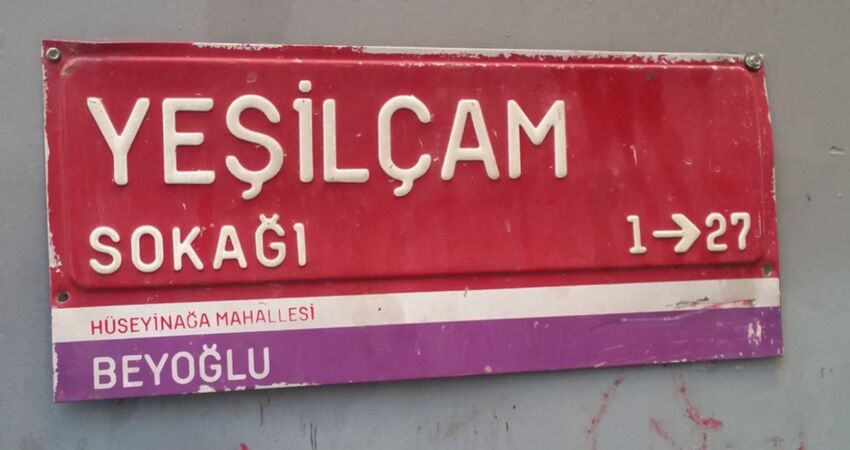 YEŞİLÇAM
SOKAĞI 1→27
HÜSEYİNAĞA MAHALLESİ
BEYOĞLU